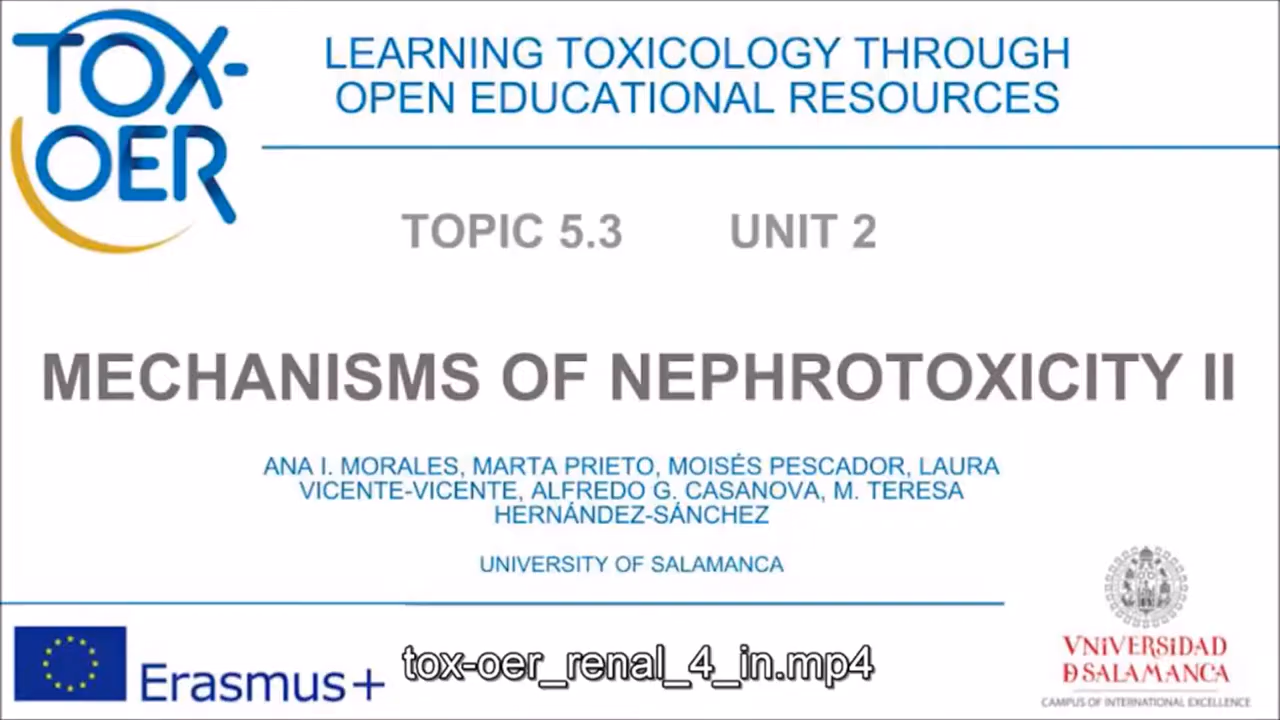 TOX-
OER
LEARNING TOXICOLOGY THROUGH
OPEN EDUCATIONAL RESOURCES
TOPIC 5.3 UNIT 2
MECHANISMS OF NEPHROTOXICITY II
ANA I. MORALES, MARTA PRIETO, MOISÉS PESCADOR, LAURA
VICENTE-VICENTE, ALFREDO G. CASANOVA, M. TERESA
HERNÁNDEZ-SÁNCHEZ
UNIVERSITY OF SALAMANCA
Erasmus+
tox-oer_renal_4_in.mp4
VNiVERSiDAD
D SALAMANCA
CAMPUS OF INTERNATIONAL EXCELLENCE